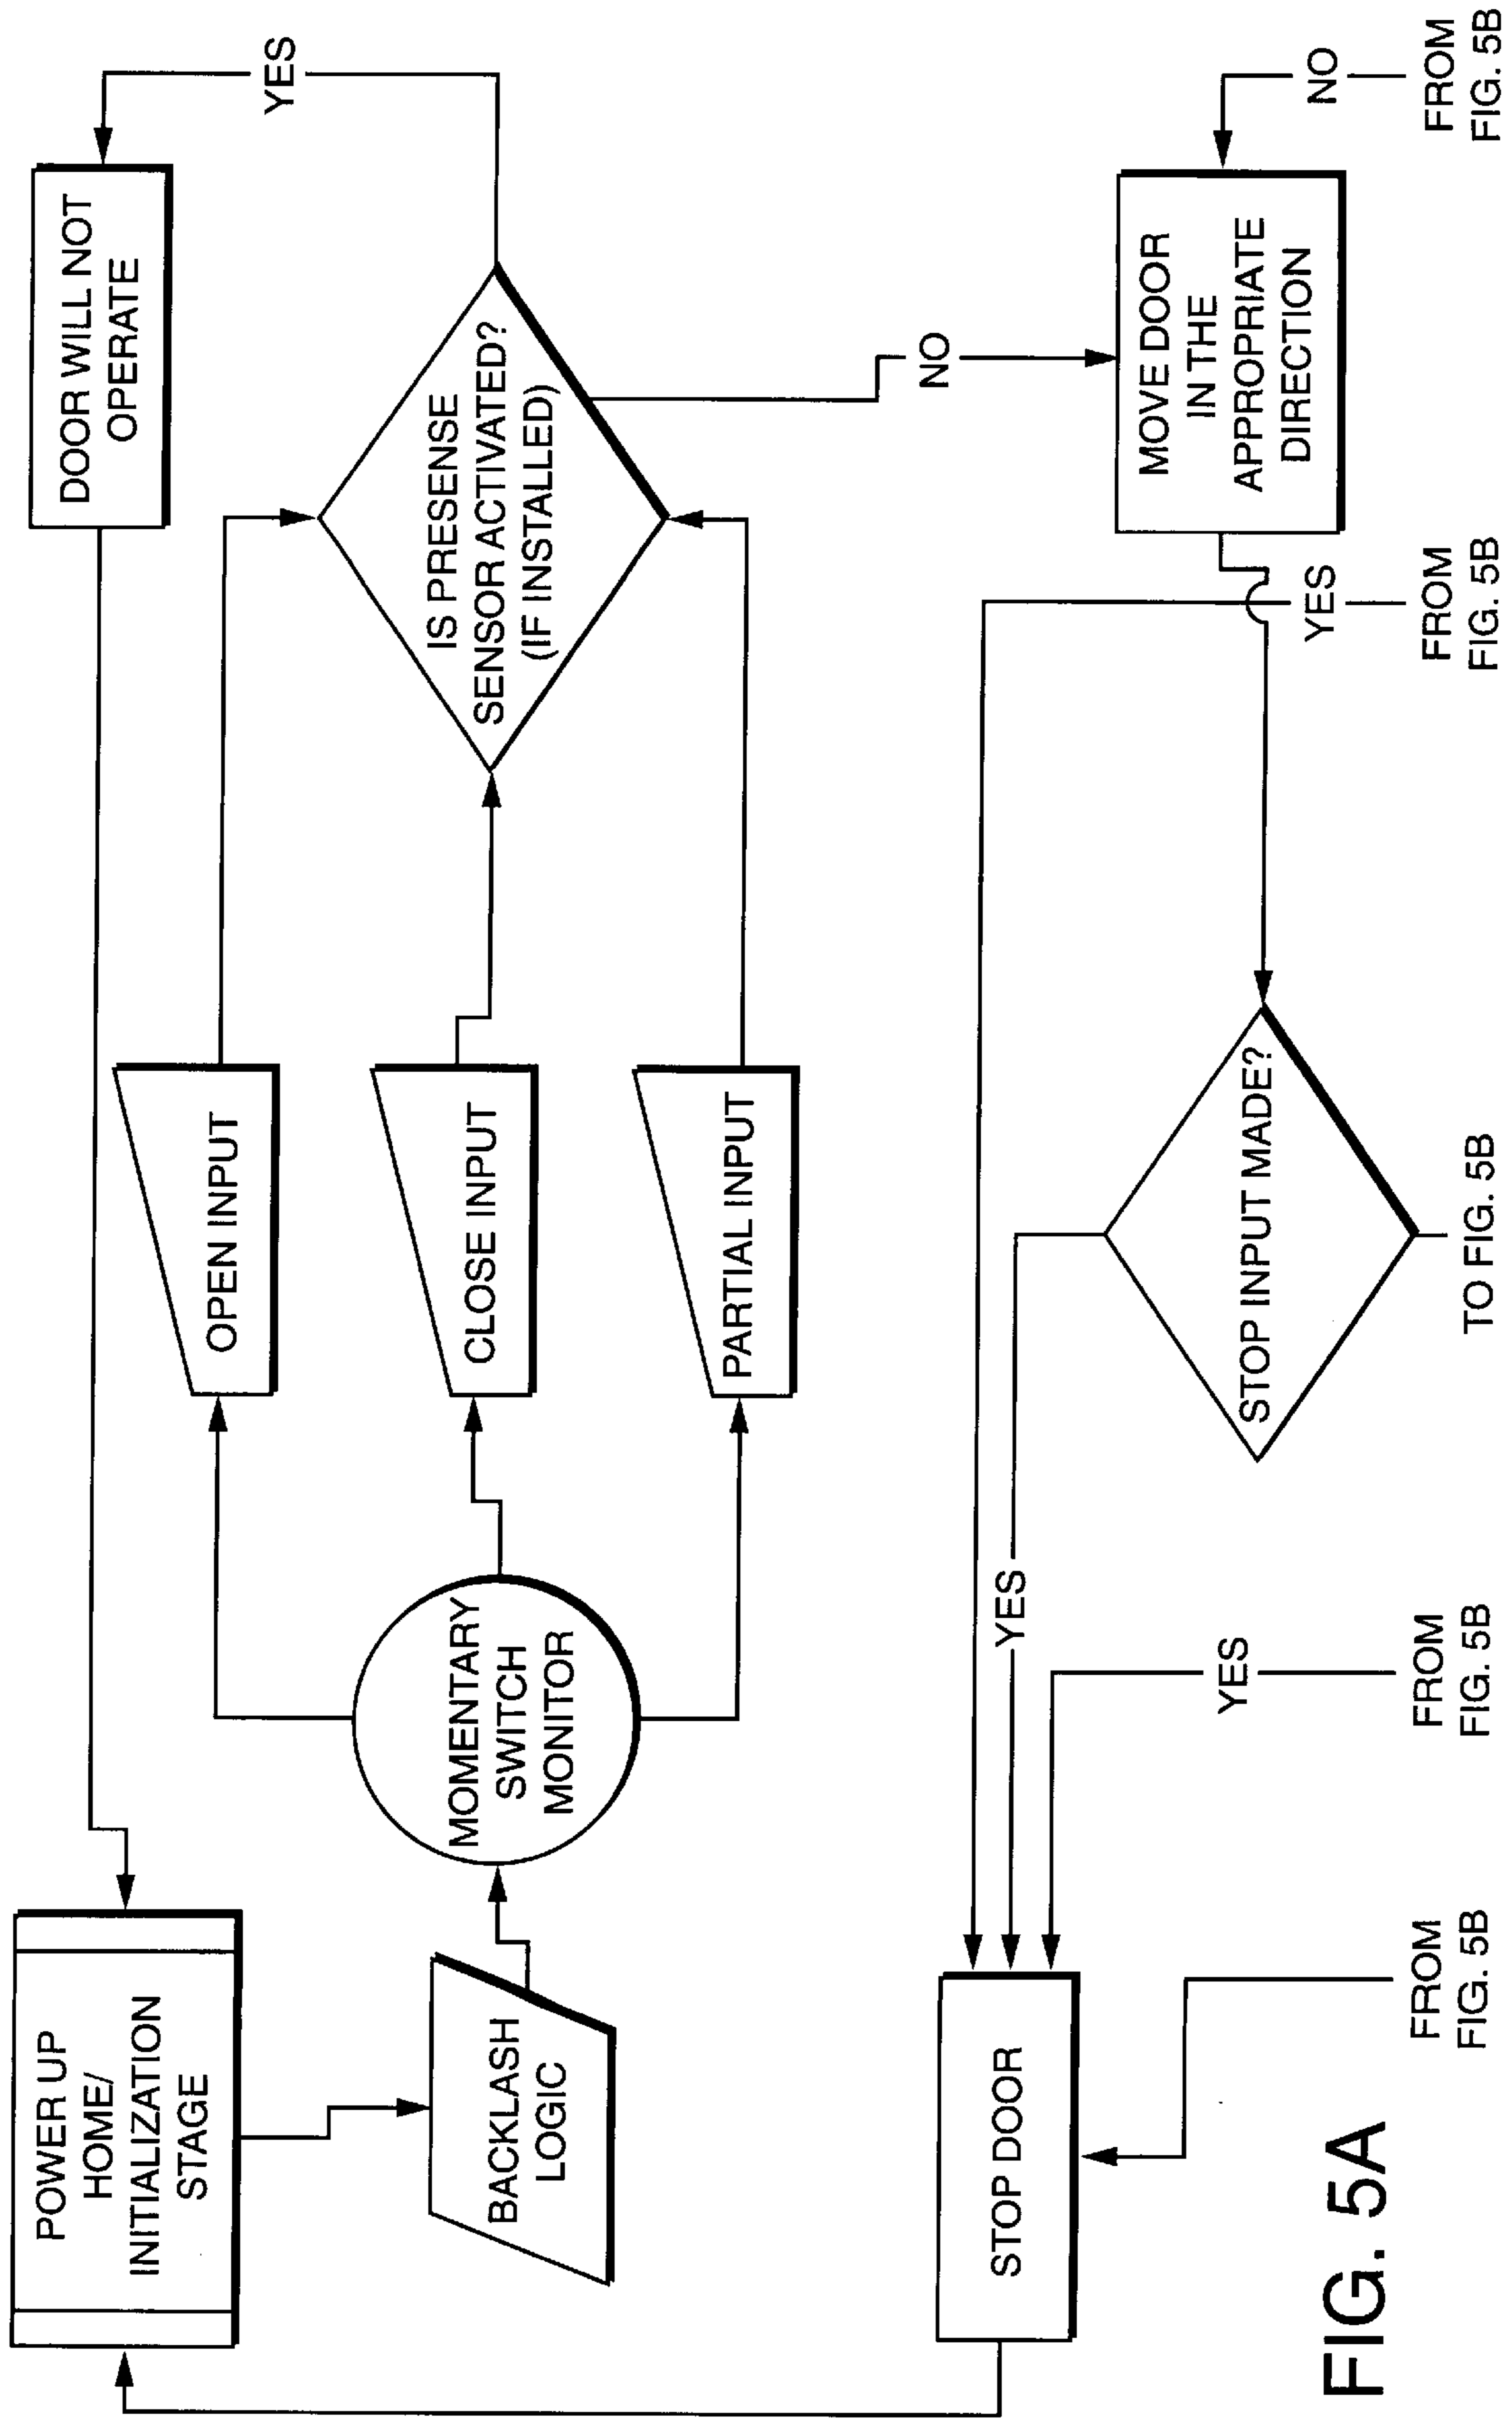 POWER UP
HOME/
INITIALIZATION
STAGE
DOOR WILL NOT
OPERATE
YES
BACKLASH
LOGIC
MOMENTARY
SWITCH
MONITOR
OPEN INPUT
CLOSE INPUT
PARTIAL INPUT
IS PRESENSE
SENSOR ACTIVATED?
(IF INSTALLED)
NO
MOVE DOOR
IN THE
APPROPRIATE
DIRECTION
STOP INPUT MADE?
YES
STOP DOOR
FROM
FIG. 5B
YES
FROM
FIG. 5B
TO FIG. 5B
YES
FROM
FIG. 5B
NO
FROM
FIG. 5B
FIG. 5A